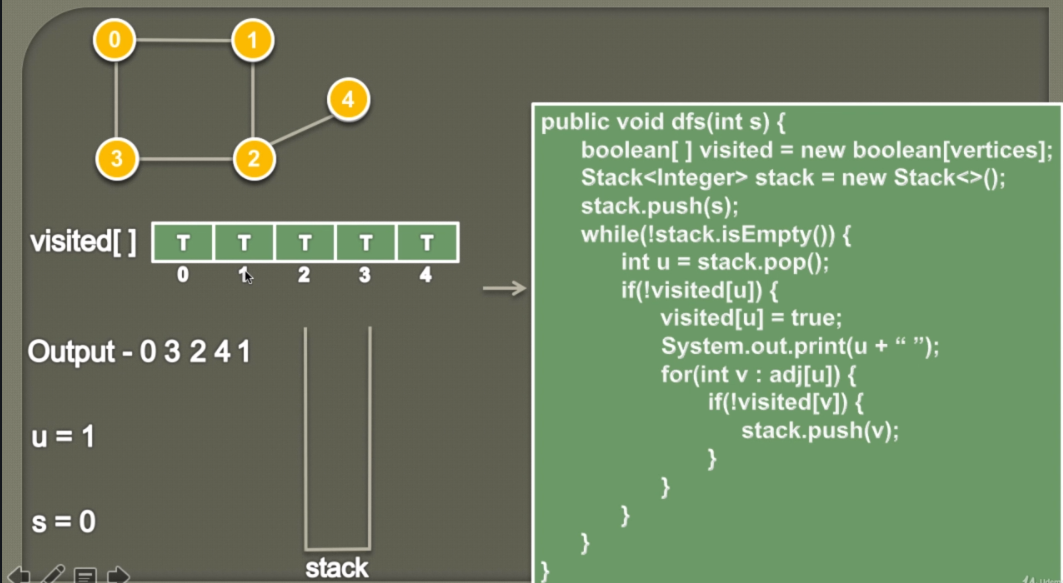 0 1
4
3 2
visited[ ] T T T T T
0 1 2 3 4
Output - 0 3 2 4 1
u = 1
s = 0
stack
public void dfs(int s) {
boolean[ ] visited = new boolean[vertices];
Stack<Integer> stack = new Stack<>();
stack.push(s);
while(!stack.isEmpty()) {
int u = stack.pop();
if(!visited[u]) {
visited[u] = true;
System.out.print(u + “ ”);
for(int v : adj[u]) {
if(!visited[v]) {
stack.push(v);
}
}
}
}
}